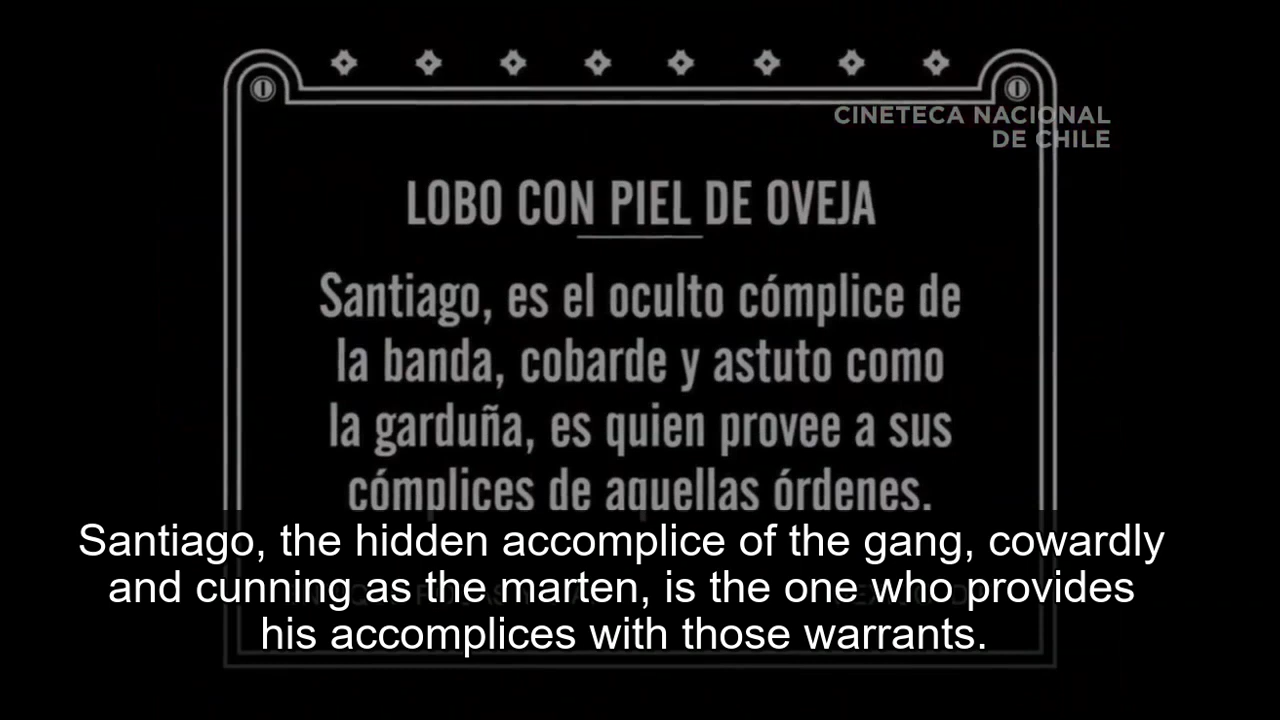 CINETECA NACIONAL
DE CHILE
LOBO CON PIEL DE OVEJA
Santiago, es el oculto cómplice de
la banda, cobarde y astuto como
la garduña, es quien provee a sus
cómplices de aquellas órdenes.
Santiago, the hidden accomplice of the gang, cowardly
and cunning as the marten, is the one who provides
his accomplices with those warrants.